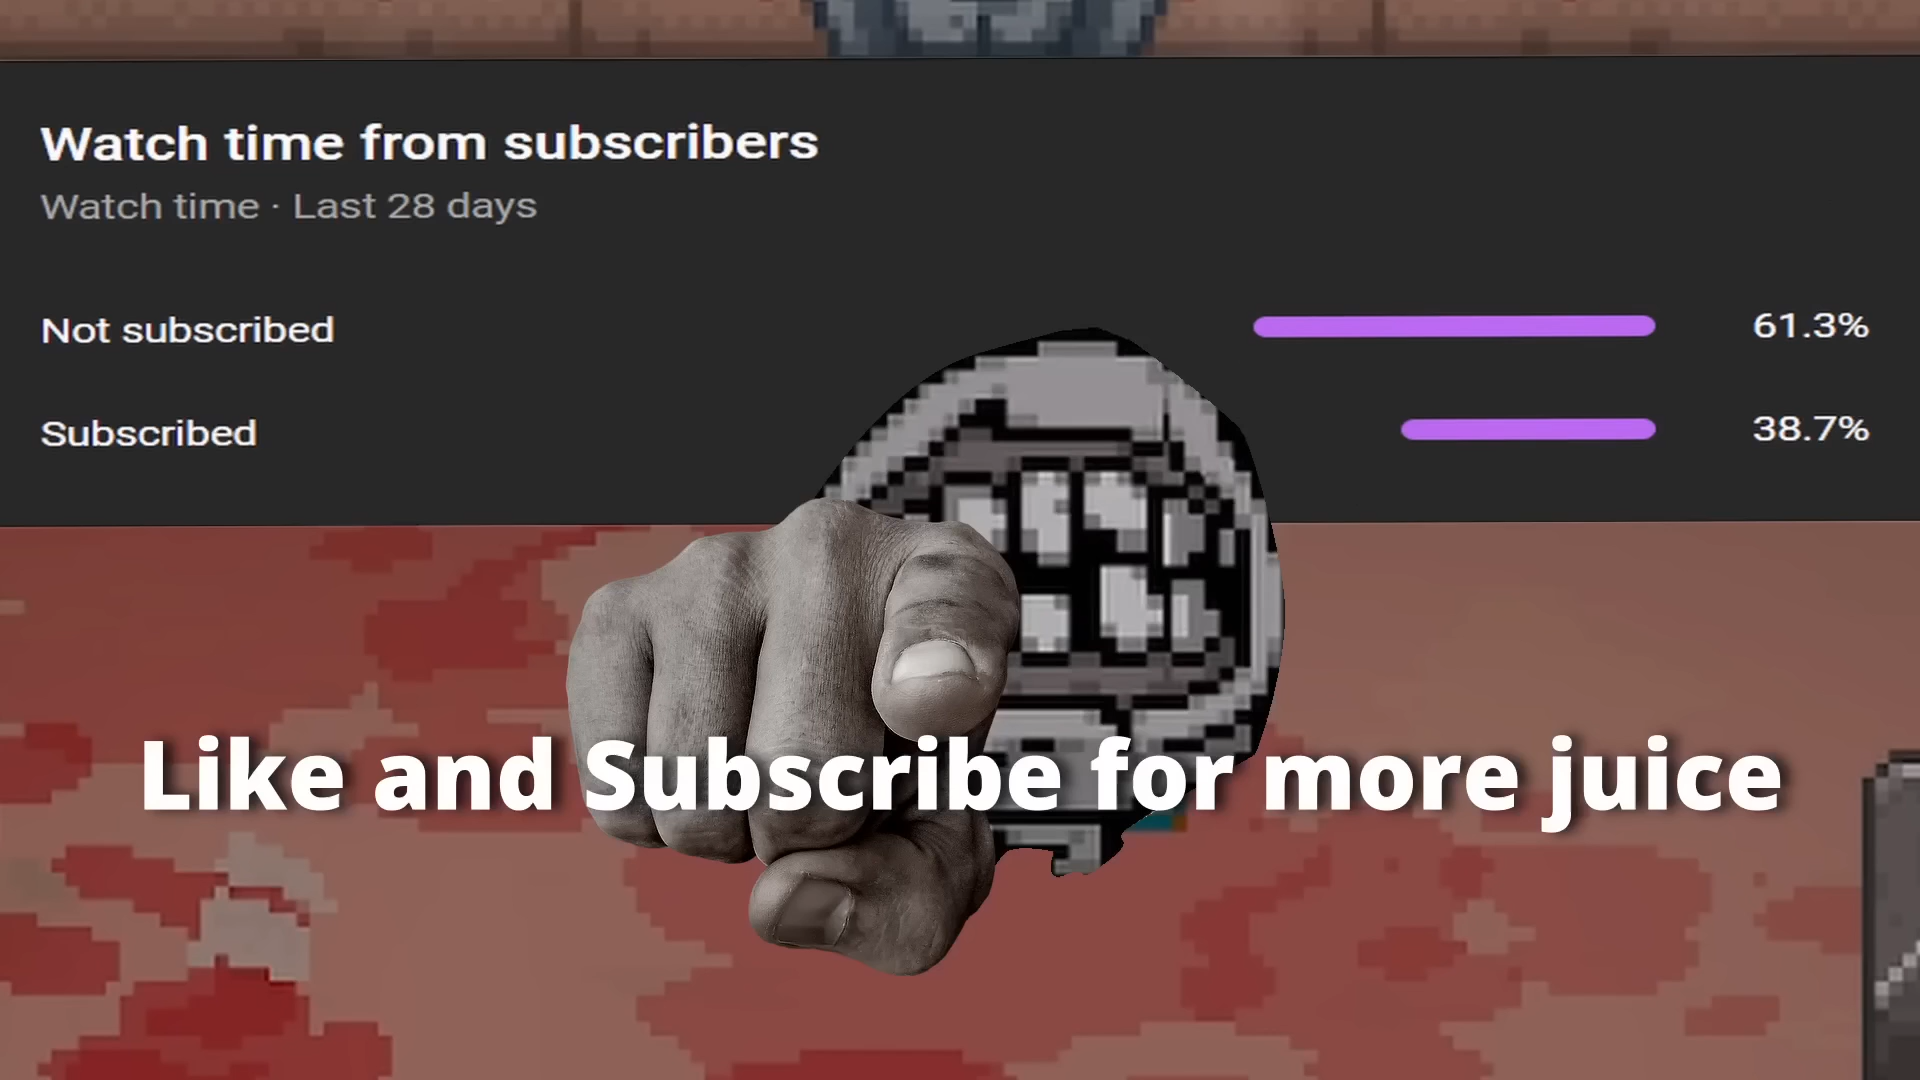 Watch time from subscribers
Watch time · Last 28 days
Not subscribed 61.3%
Subscribed 38.7%
Like and Subscribe for more juice